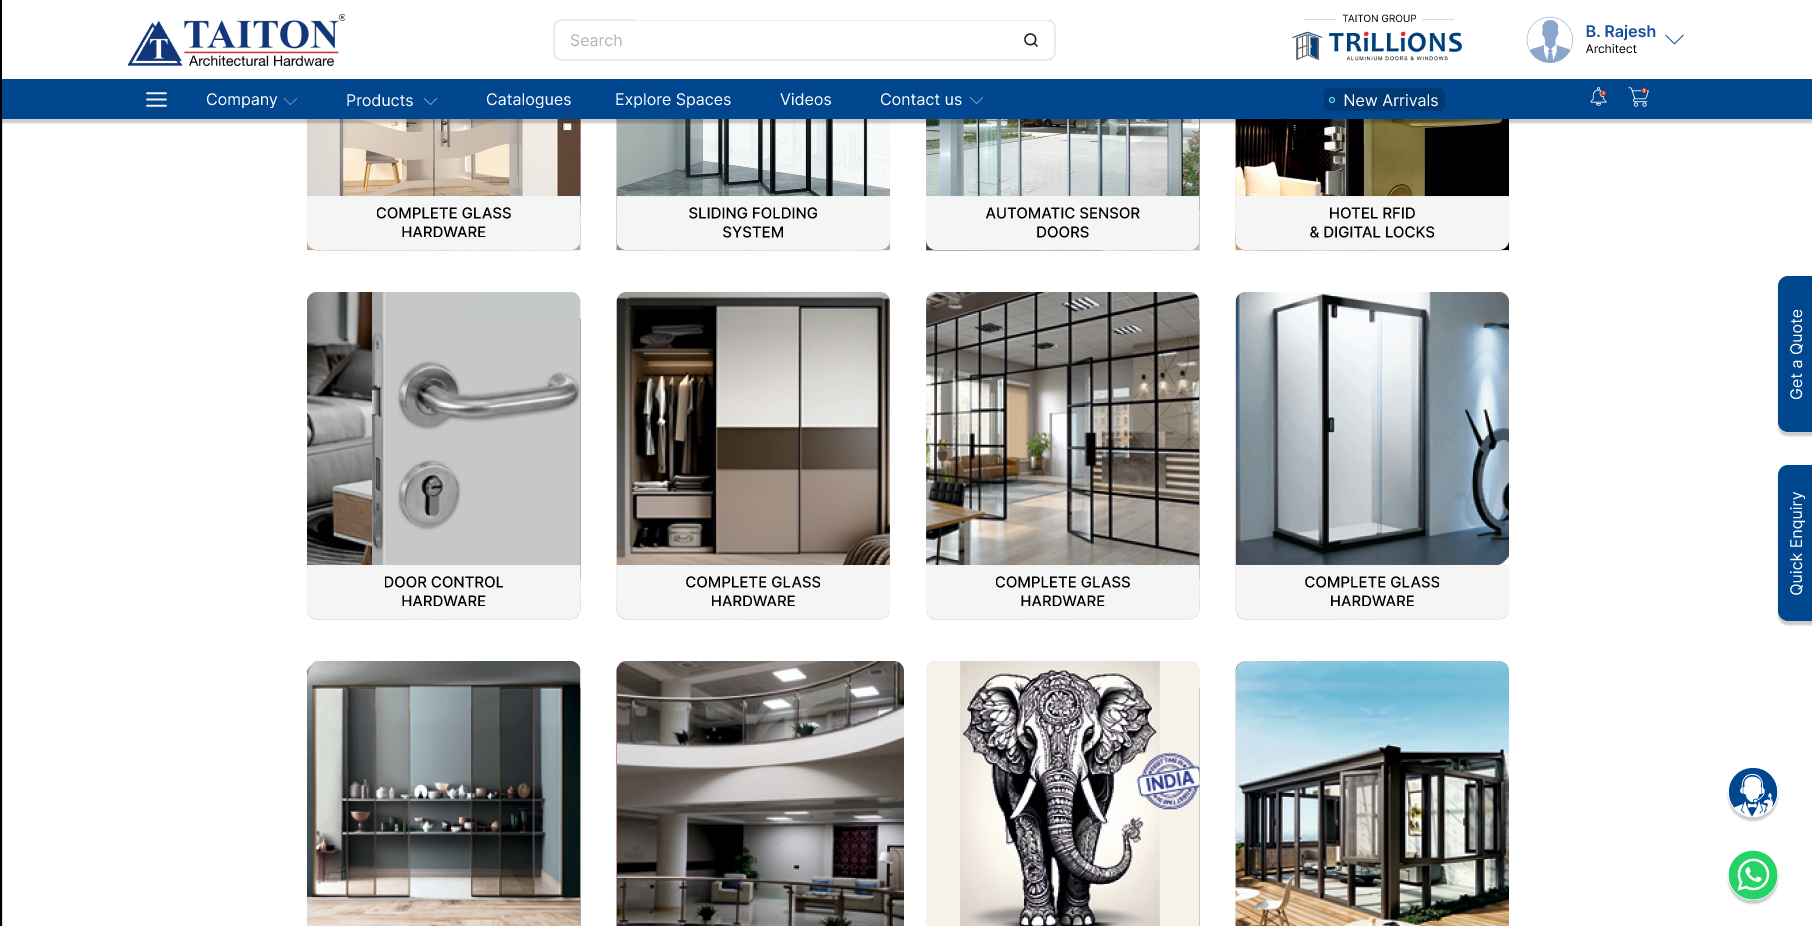 TAITON®
Architectural Hardware
Search
TAITON GROUP
TRiLLiONS
ALUMINIUM DOORS & WINDOWS
B. Rajesh
Architect
Company
Products
Catalogues
Explore Spaces
Videos
Contact us
New Arrivals
COMPLETE GLASS
HARDWARE
SLIDING FOLDING
SYSTEM
AUTOMATIC SENSOR
DOORS
HOTEL RFID
& DIGITAL LOCKS
Get a Quote
DOOR CONTROL
HARDWARE
COMPLETE GLASS
HARDWARE
COMPLETE GLASS
HARDWARE
COMPLETE GLASS
HARDWARE
Quick Enquiry
INDIA